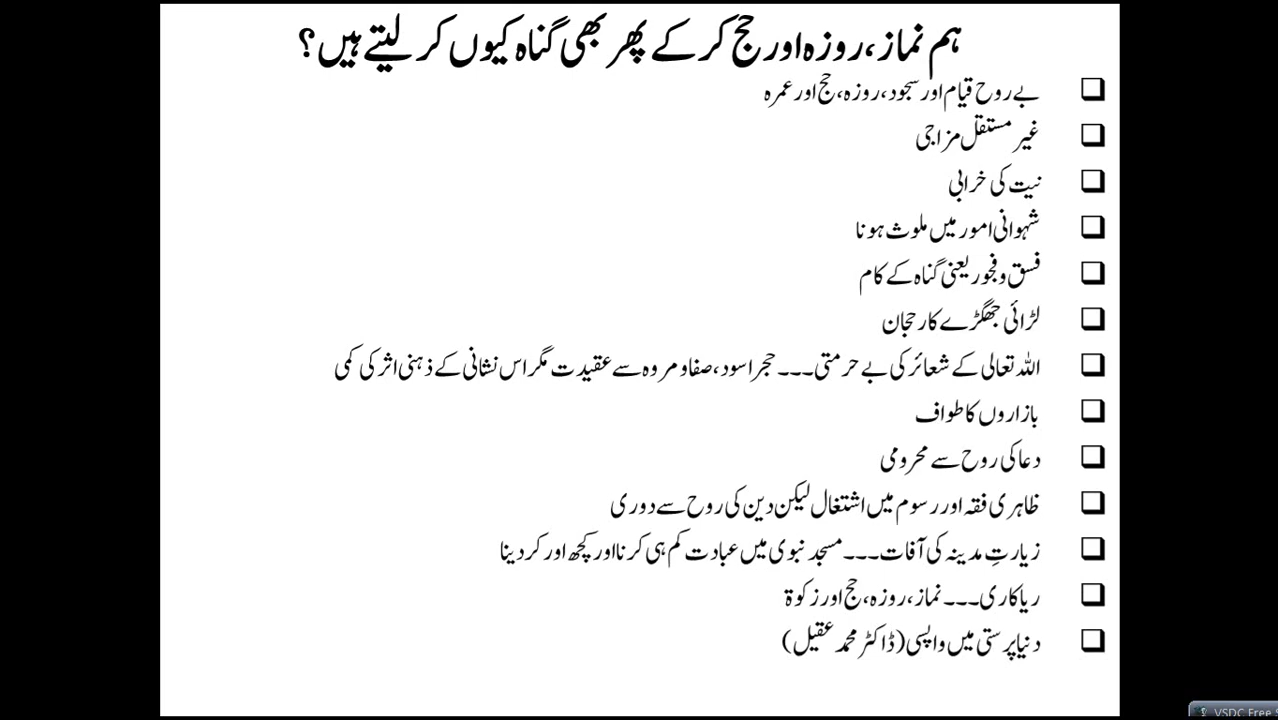 ہم نماز، روزہ اور حج کر کے پھر بھی گناہ کیوں کر لیتے ہیں؟
❑ بے روح قیام اور سجود، روزہ، حج اور عمرہ
❑ غیر مستقل مزاجی
❑ نیت کی خرابی
❑ شہوانی امور میں ملوث ہونا
❑ فسق و فجور یعنی گناہ کے کام
❑ لڑائی جھگڑے کا رجحان
❑ اللہ تعالی کے شعائر کی بے حرمتی۔۔۔ حجر اسود، صفا و مروہ سے عقیدت مگر اس نشانی کے ذہنی اثر کی کمی
❑ بازاروں کا طواف
❑ دعا کی روح سے محرومی
❑ ظاہری فقہ اور رسوم میں اشتغال لیکن دین کی روح سے دوری
❑ زیارتِ مدینہ کی آفات۔۔۔ مسجد نبوی میں عبادت کم ہی کرنا اور کچھ اور کر دینا
❑ ریاکاری۔۔۔ نماز، روزہ، حج اور زکوۃ
❑ دنیا پرستی میں واپسی (ڈاکٹر محمد عقیل)
VSDC Free